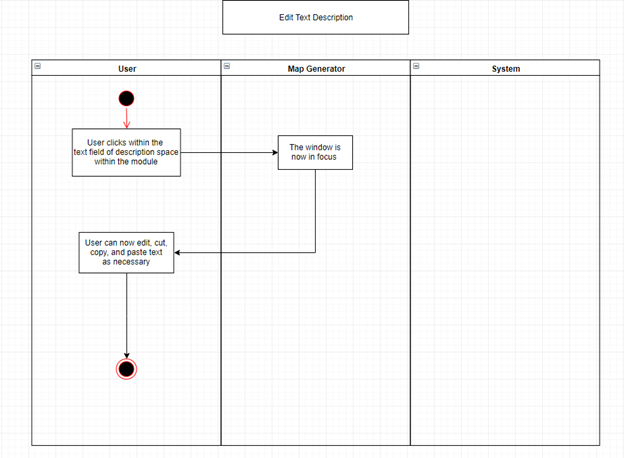 Edit Text Description
User
Map Generator
System
User clicks within the
text field of description space
within the module
The window is
now in focus
User can now edit, cut,
copy, and paste text
as necessary